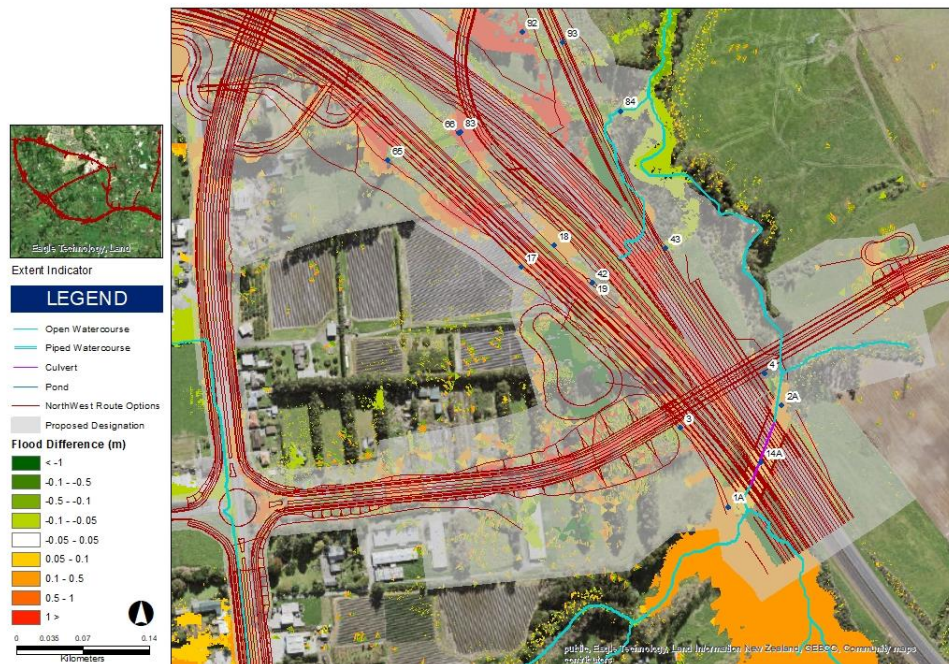 92
93
84
66 83
65
43
18
17
42
19
4
2A
3
14A
1A
Eagle Technology, Land
Extent Indicator
LEGEND
Open Watercourse
Piped Watercourse
Culvert
Pond
NorthWest Route Options
Proposed Designation
Flood Difference (m)
< -1
-0.1 - -0.5
-0.5 - -0.1
-0.1 - -0.05
-0.05 - 0.05
0.05 - 0.1
0.1 - 0.5
0.5 - 1
1 >
0 0.035 0.07 0.14
Kilometers
public, Eagle Technology, Land Information New Zealand, GEBCO, Community maps
contributors